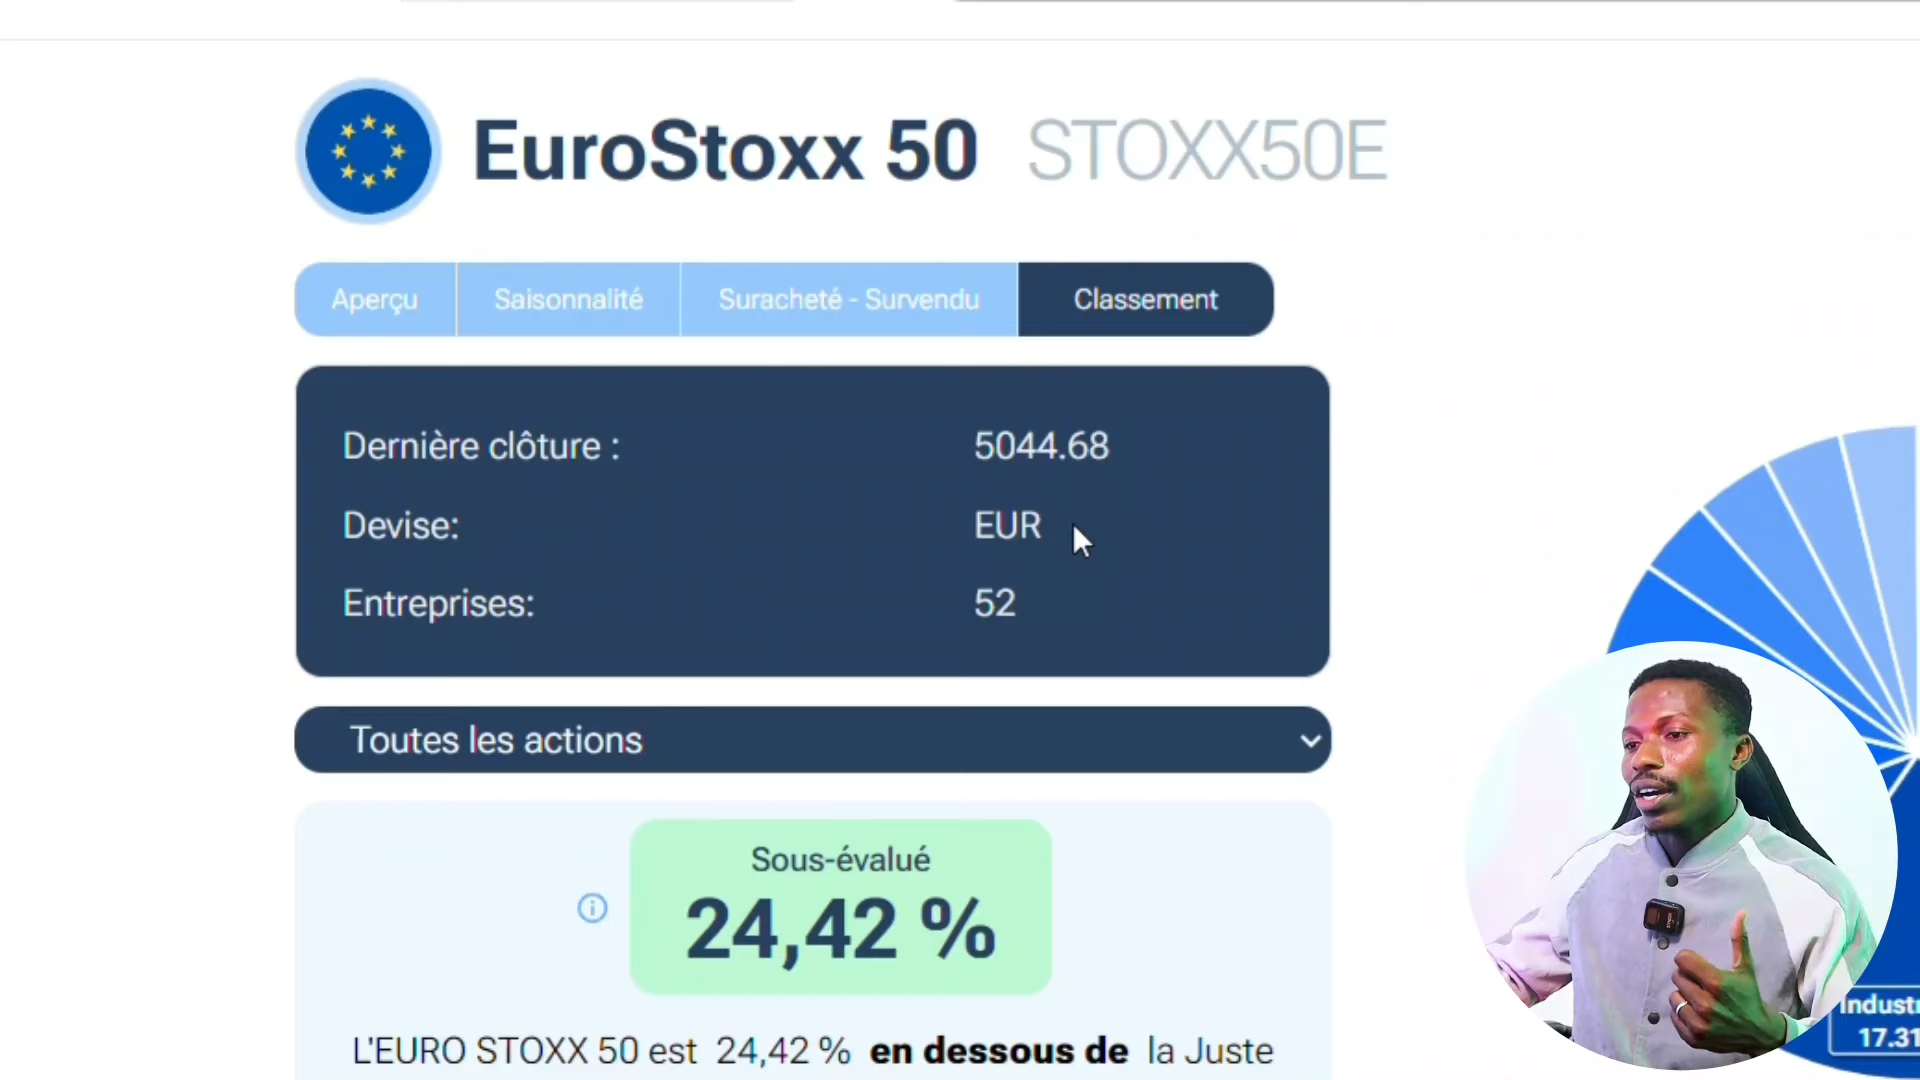 EuroStoxx 50 STOXX50E
Aperçu Saisonnalité Suracheté - Survendu Classement
Dernière clôture : 5044.68
Devise: EUR
Entreprises: 52
Toutes les actions
Sous-évalué
24,42 %
L'EURO STOXX 50 est 24,42 % en dessous de la Juste
Industr
17.31